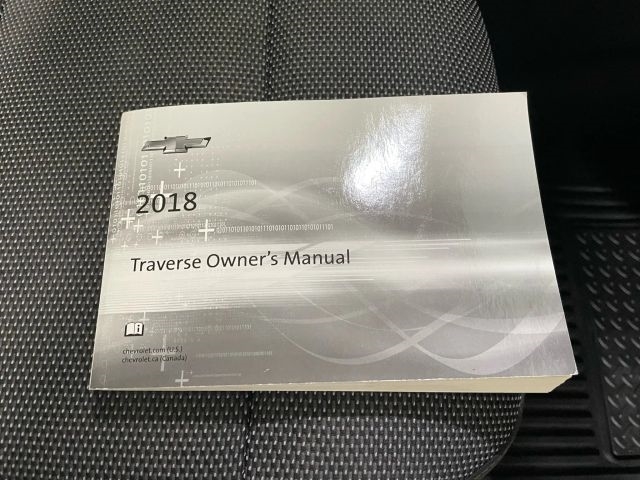 2018
Traverse Owner's Manual
chevrolet.com (U.S.)
chevrolet.ca (Canada)